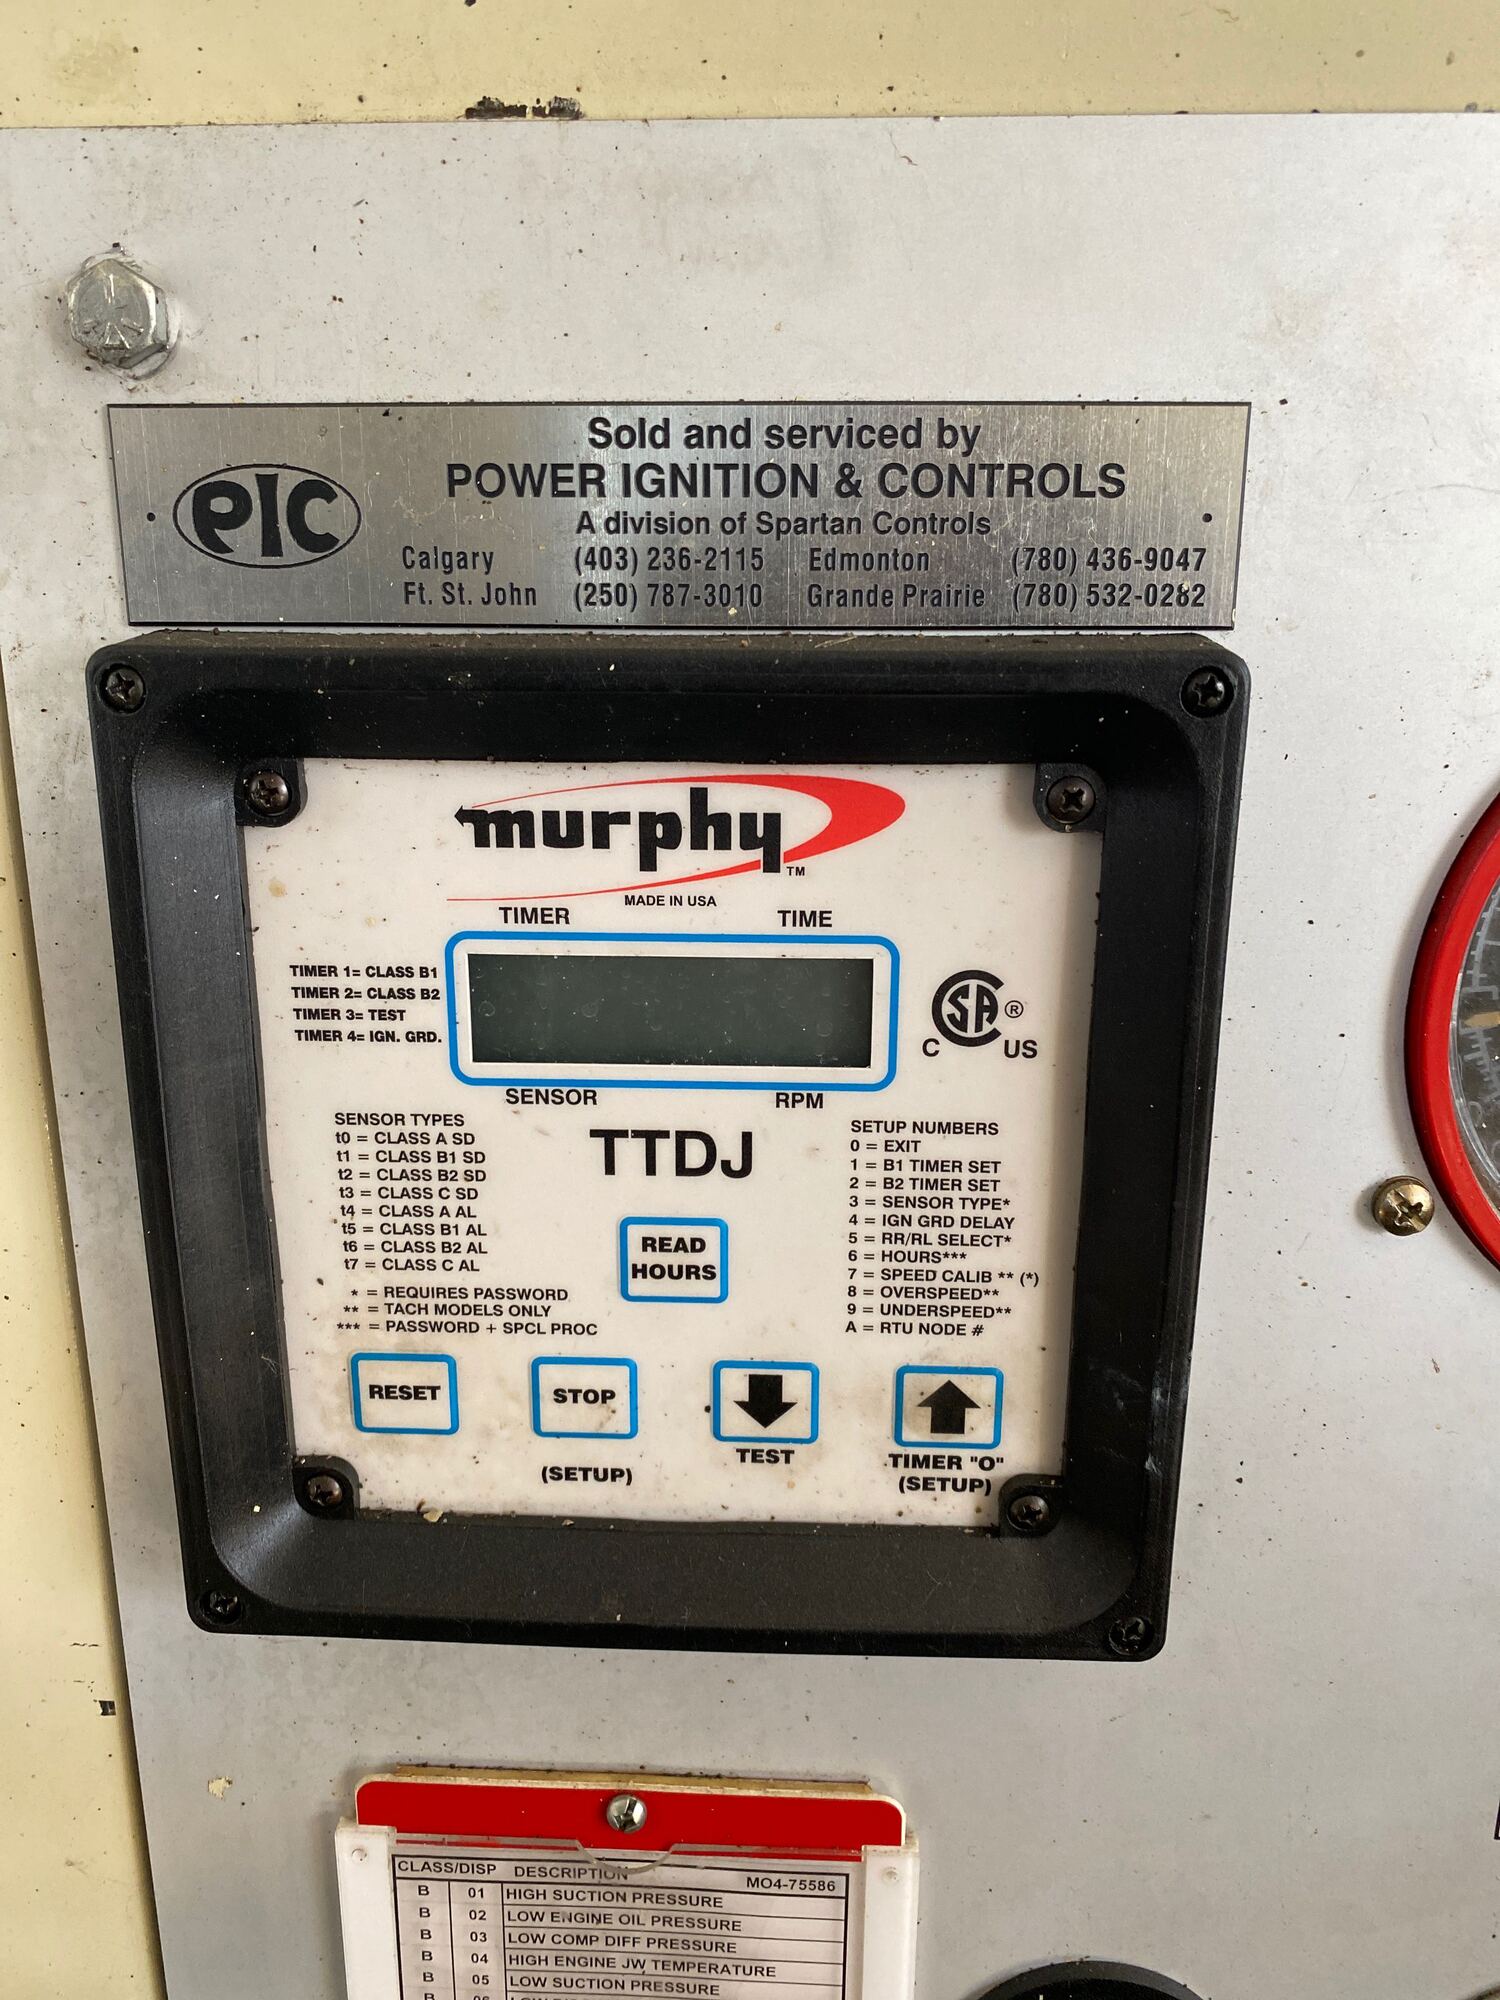 Sold and serviced by
PIC
POWER IGNITION & CONTROLS
A division of Spartan Controls
Calgary (403) 236-2115 Edmonton (780) 436-9047
Ft. St. John (250) 787-3010 Grande Prairie (780) 532-0282
murphy TM
MADE IN USA
TIMER TIME
TIMER 1= CLASS B1
TIMER 2= CLASS B2
TIMER 3= TEST
TIMER 4= IGN. GRD.
CSA ®
C US
SENSOR RPM
TTDJ
SENSOR TYPES
t0 = CLASS A SD
t1 = CLASS B1 SD
t2 = CLASS B2 SD
t3 = CLASS C SD
t4 = CLASS A AL
t5 = CLASS B1 AL
t6 = CLASS B2 AL
t7 = CLASS C AL
* = REQUIRES PASSWORD
** = TACH MODELS ONLY
*** = PASSWORD + SPCL PROC
READ
HOURS
SETUP NUMBERS
0 = EXIT
1 = B1 TIMER SET
2 = B2 TIMER SET
3 = SENSOR TYPE*
4 = IGN GRD DELAY
5 = RR/RL SELECT*
6 = HOURS***
7 = SPEED CALIB ** (*)
8 = OVERSPEED**
9 = UNDERSPEED**
A = RTU NODE #
RESET
STOP
(SETUP)
TEST
TIMER "O"
(SETUP)
CLASS/DISP DESCRIPTION MO4-75586
B 01 HIGH SUCTION PRESSURE
B 02 LOW ENGINE OIL PRESSURE
B 03 LOW COMP DIFF PRESSURE
B 04 HIGH ENGINE JW TEMPERATURE
B 05 LOW SUCTION PRESSURE
B 06